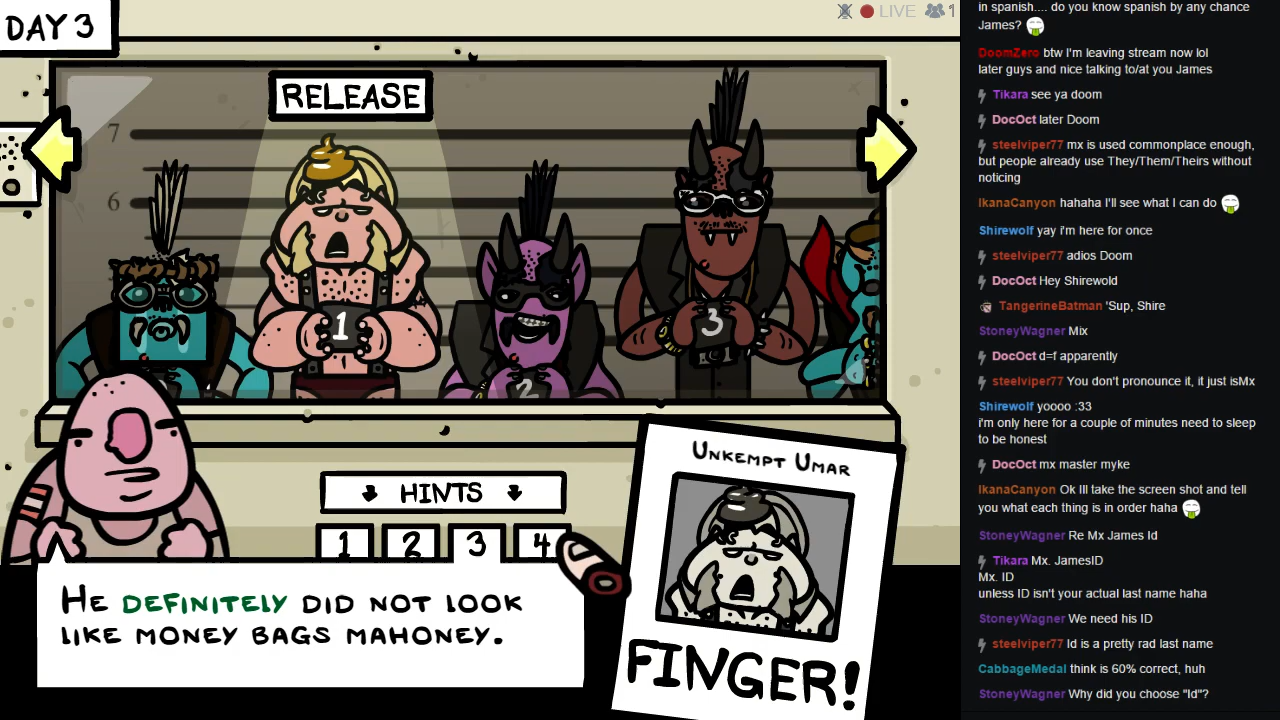 DAY 3
LIVE 1
RELEASE
7
6
1
2
3
HINTS
1 2 3 4
HE DEFINITELY DID NOT LOOK
LIKE MONEY BAGS MAHONEY.
UNKEMPT UMAR
FINGER!
in spanish.... do you know spanish by any chance
James?
DoomZero btw I'm leaving stream now lol
later guys and nice talking to/at you James
Tikara see ya doom
DocOct later Doom
steelviper77 mx is used commonplace enough,
but people already use They/Them/Theirs without
noticing
IkanaCanyon hahaha I'll see what I can do
Shirewolf yay i'm here for once
steelviper77 adios Doom
DocOct Hey Shirewold
TangerineBatman 'Sup, Shire
StoneyWagner Mix
DocOct d=f apparently
steelviper77 You don't pronounce it, it just isMx
Shirewolf yoooo :33
i'm only here for a couple of minutes need to sleep
to be honest
DocOct mx master myke
IkanaCanyon Ok Ill take the screen shot and tell
you what each thing is in order haha
StoneyWagner Re Mx James Id
Tikara Mx. JamesID
Mx. ID
unless ID isn't your actual last name haha
StoneyWagner We need his ID
steelviper77 Id is a pretty rad last name
CabbageMedal think is 60% correct, huh
StoneyWagner Why did you choose "Id"?